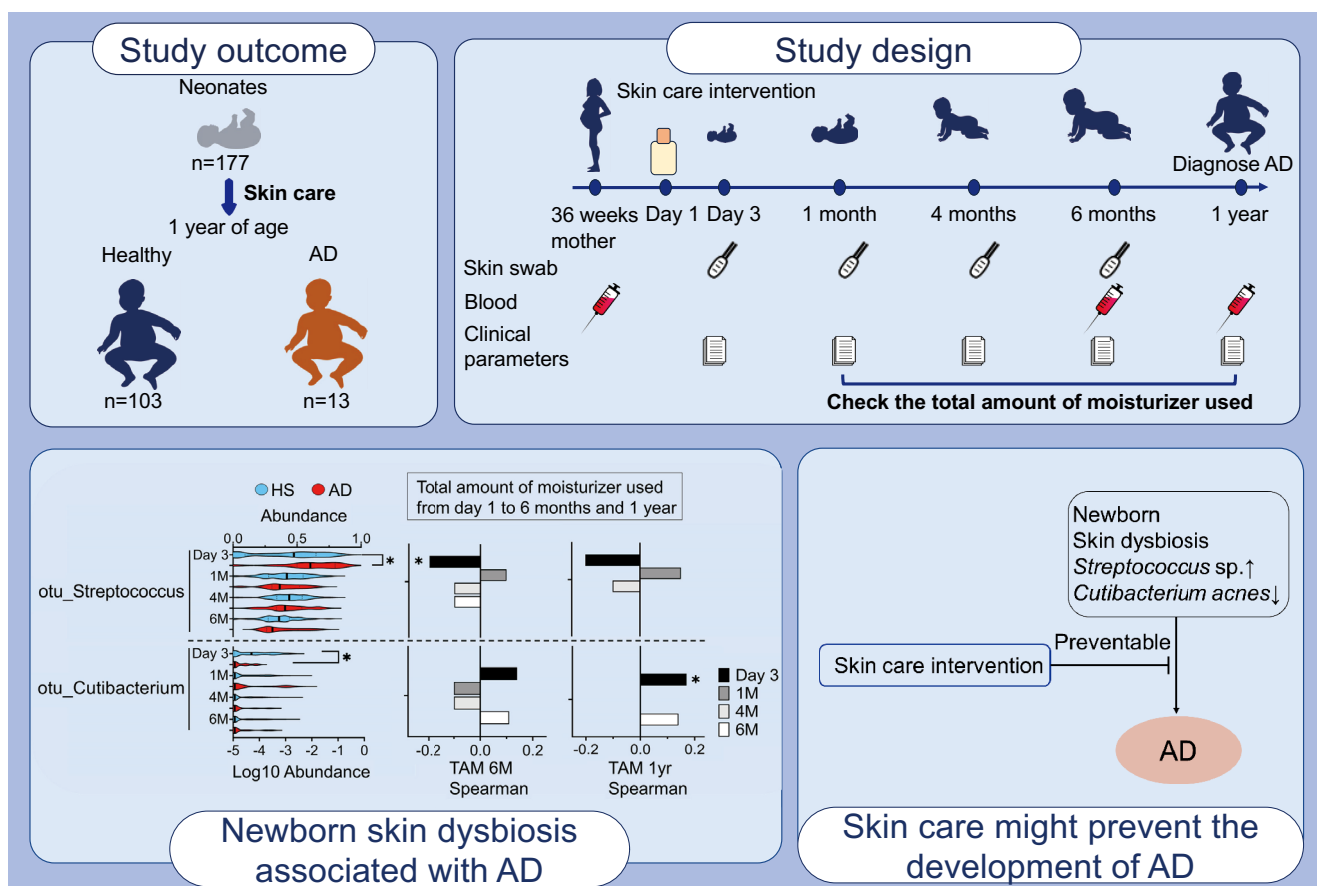 Study outcome
Neonates
n=177
Skin care
1 year of age
Healthy
AD
n=103
n=13
Study design
Skin care intervention
Diagnose AD
36 weeks
mother
Day 1
Day 3
1 month
4 months
6 months
1 year
Skin swab
Blood
Clinical
parameters
Check the total amount of moisturizer used
HS
AD
Abundance
0.0
0.5
1.0
Total amount of moisturizer used
from day 1 to 6 months and 1 year
otu_Streptococcus
Day 3
1M
4M
6M
*
*
otu_Cutibacterium
Day 3
1M
4M
6M
*
*
Day 3
1M
4M
6M
-5
-4
-3
-2
-1
0
Log10 Abundance
-0.2
0.0
0.2
TAM 6M
Spearman
-0.2
0.0
0.2
TAM 1yr
Spearman
Newborn skin dysbiosis
associated with AD
Newborn
Skin dysbiosis
Streptococcus sp.↑
Cutibacterium acnes↓
Preventable
Skin care intervention
AD
Skin care might prevent the
development of AD